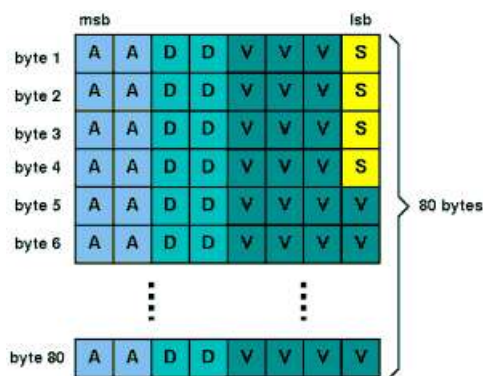 msb lsb
byte 1 A A D D V V V S
byte 2 A A D D V V V S
byte 3 A A D D V V V S
byte 4 A A D D V V V S
byte 5 A A D D V V V V 80 bytes
byte 6 A A D D V V V V
byte 80 A A D D V V V V